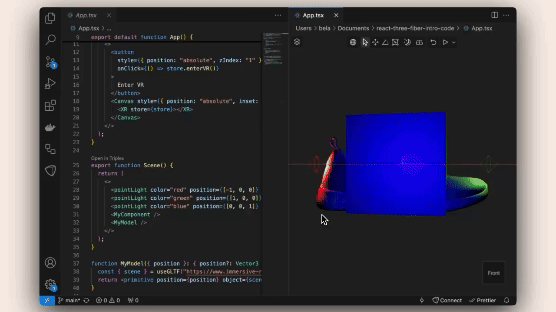 App.tsx
App.tsx
App.tsx > ...
Users > bela > Documents > react-three-fiber-intro-code > App.tsx
9 export default function App() {
11 <>
12 <button
13 style={{ position: "absolute", zIndex: "1" }}
14 onClick={() => store.enterVR()}
15 >
16 Enter VR
17 </button>
18 <Canvas style={{ position: "absolute", inset:
19 <XR store={store}></XR>
20 </Canvas>
21 </>
22 );
23 }
24
Open in Triplex
25 export function Scene() {
26 return (
27 <>
28 <pointLight color="red" position={[-1, 0, 0]}
29 <pointLight color="green" position={[1, 0, 0]}
30 <pointLight color="blue" position={[0, 0, 1]}
31 <MyComponent />
32 <MyModel />
33 </>
34 );
35 }
36
37 function MyModel({ position }: { position?: Vector3
38 const { scene } = useGLTF("https://www.immersive-
39 return <primitive position={position} object={scen
40 }
Front
main*
0
0
0
Connect
Prettier